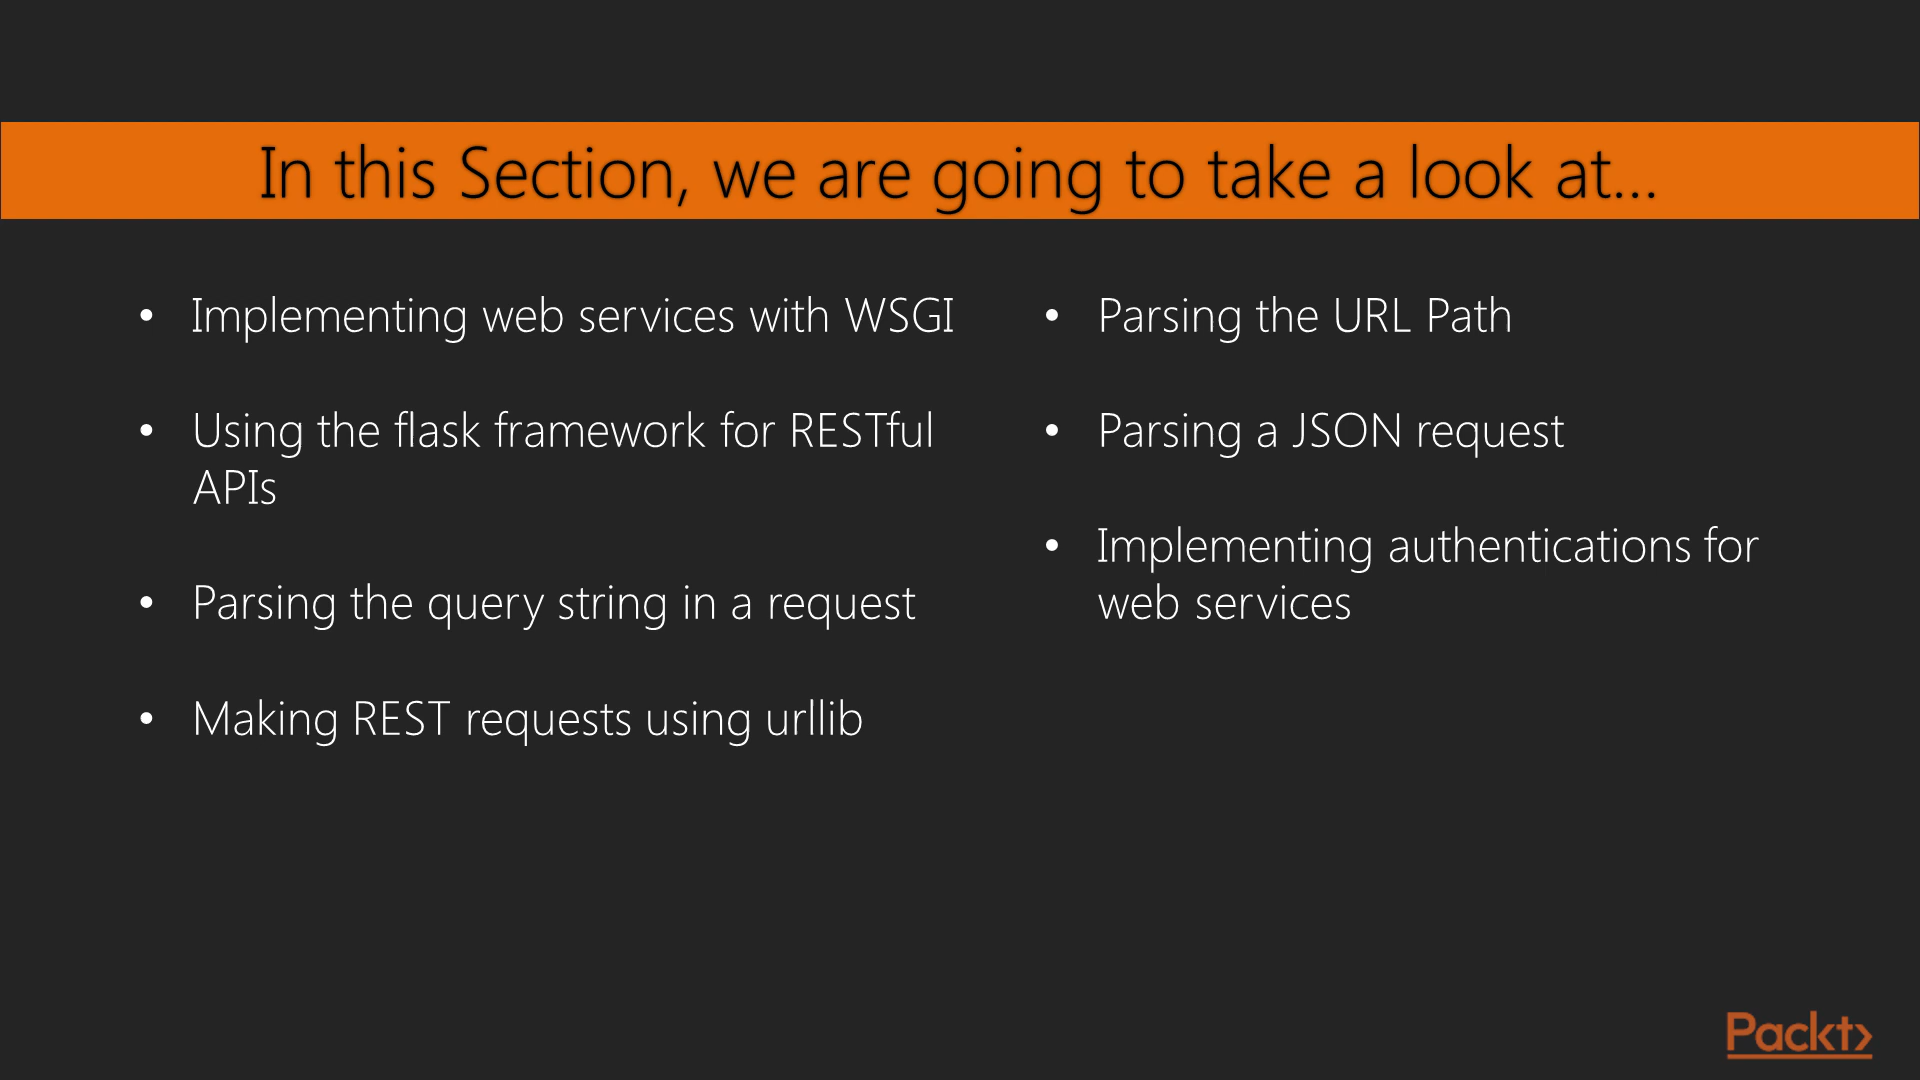 In this Section, we are going to take a look at...
• Implementing web services with WSGI
• Using the flask framework for RESTful
APIs
• Parsing the query string in a request
• Making REST requests using urllib
• Parsing the URL Path
• Parsing a JSON request
• Implementing authentications for
web services
Packt>